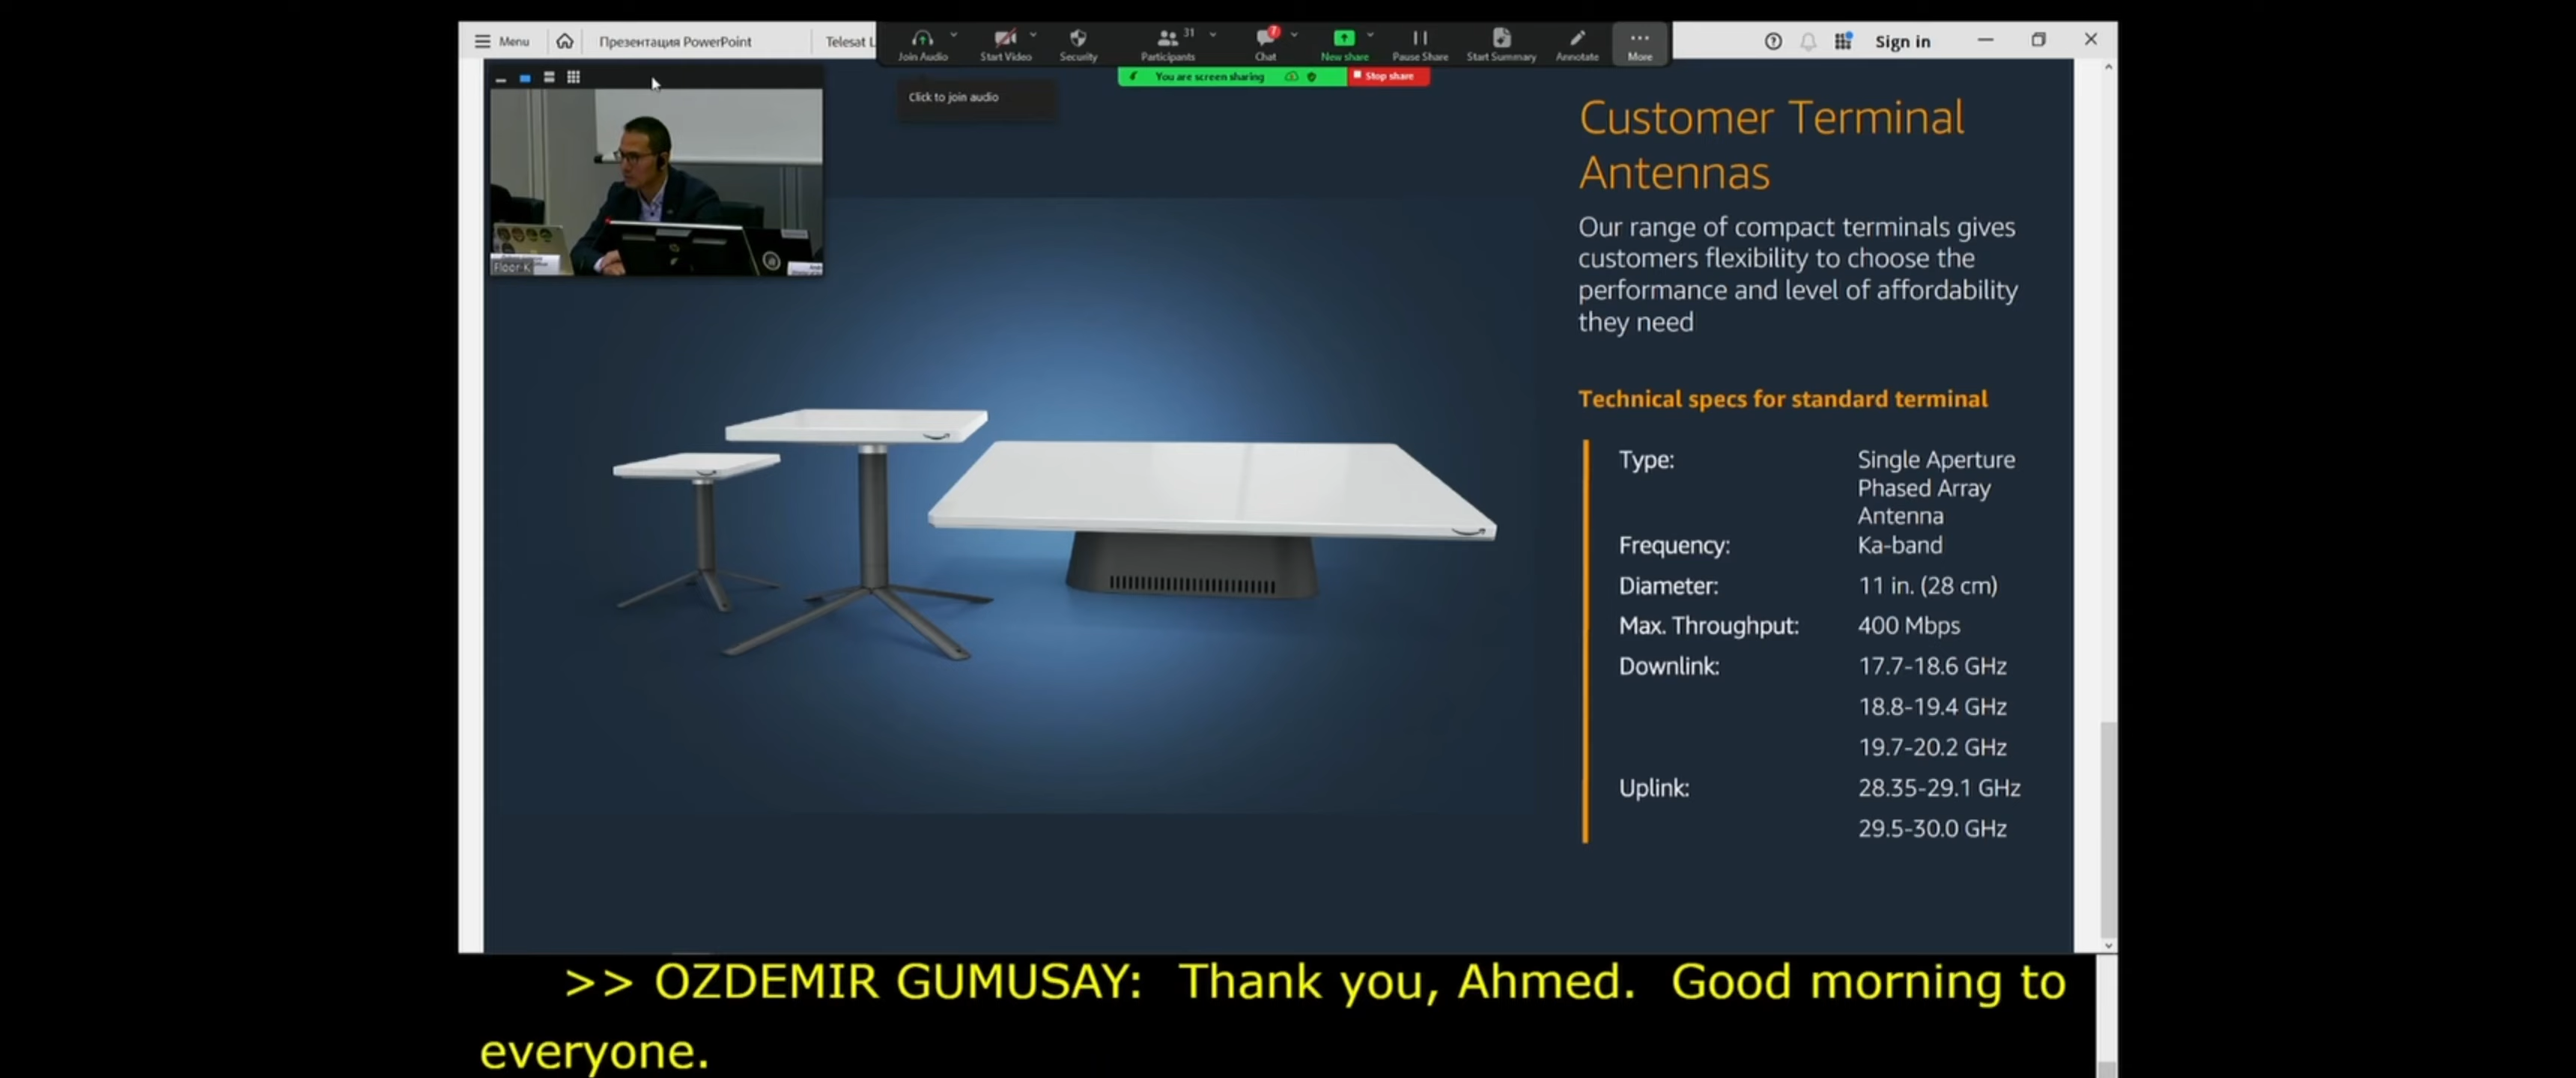 Menu
Презентация PowerPoint
Telesat L
Join Audio
Start Video
Security
Participants
31
Chat
7
New share
Pause Share
Start Summary
Annotate
More
Sign in
You are screen sharing
Stop share
Click to join audio
Floor-K
Customer Terminal
Antennas
Our range of compact terminals gives
customers flexibility to choose the
performance and level of affordability
they need
Technical specs for standard terminal
Type: Single Aperture
Phased Array
Antenna
Frequency: Ka-band
Diameter: 11 in. (28 cm)
Max. Throughput: 400 Mbps
Downlink: 17.7-18.6 GHz
18.8-19.4 GHz
19.7-20.2 GHz
Uplink: 28.35-29.1 GHz
29.5-30.0 GHz
>> OZDEMIR GUMUSAY: Thank you, Ahmed. Good morning to
everyone.